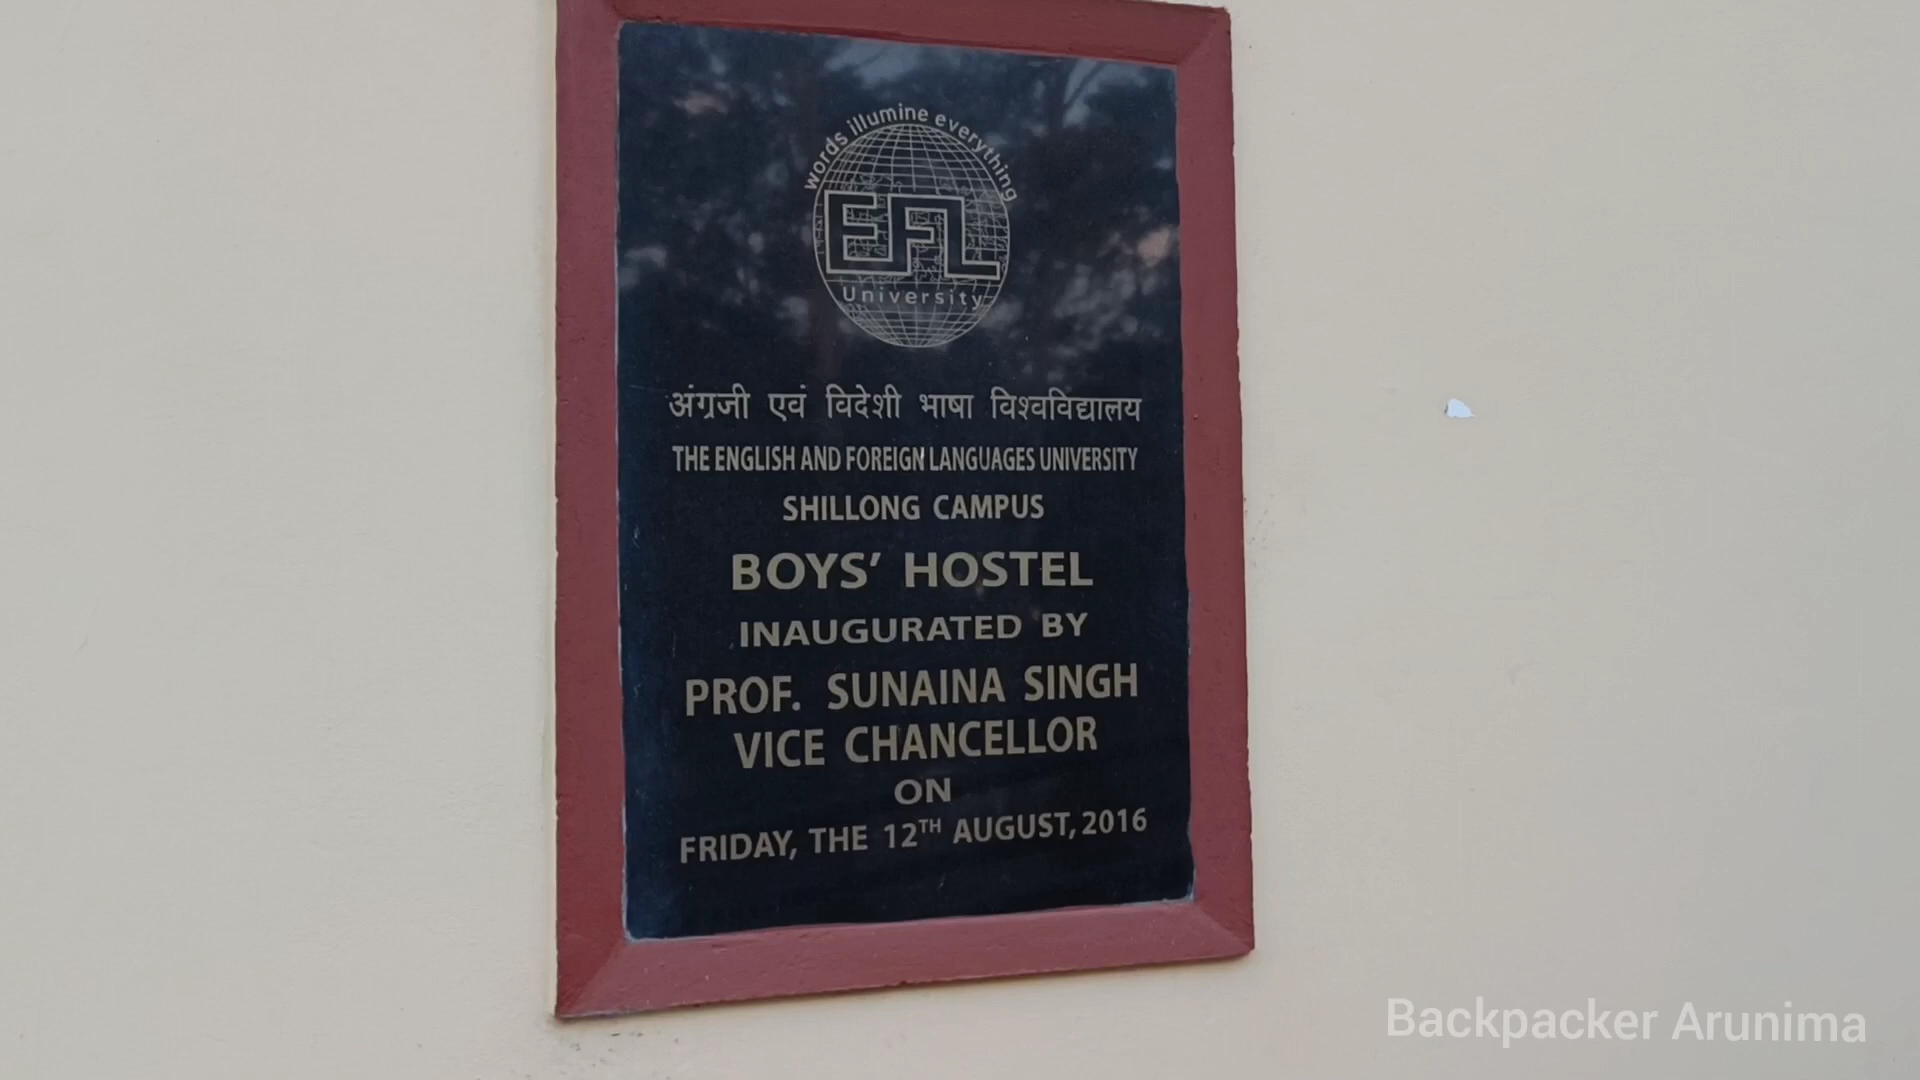 words illumine everything
EFL
University
अंग्रजी एवं विदेशी भाषा विश्वविद्यालय
THE ENGLISH AND FOREIGN LANGUAGES UNIVERSITY
SHILLONG CAMPUS
BOYS’ HOSTEL
INAUGURATED BY
PROF. SUNAINA SINGH
VICE CHANCELLOR
ON
FRIDAY, THE 12TH AUGUST, 2016
Backpacker Arunima